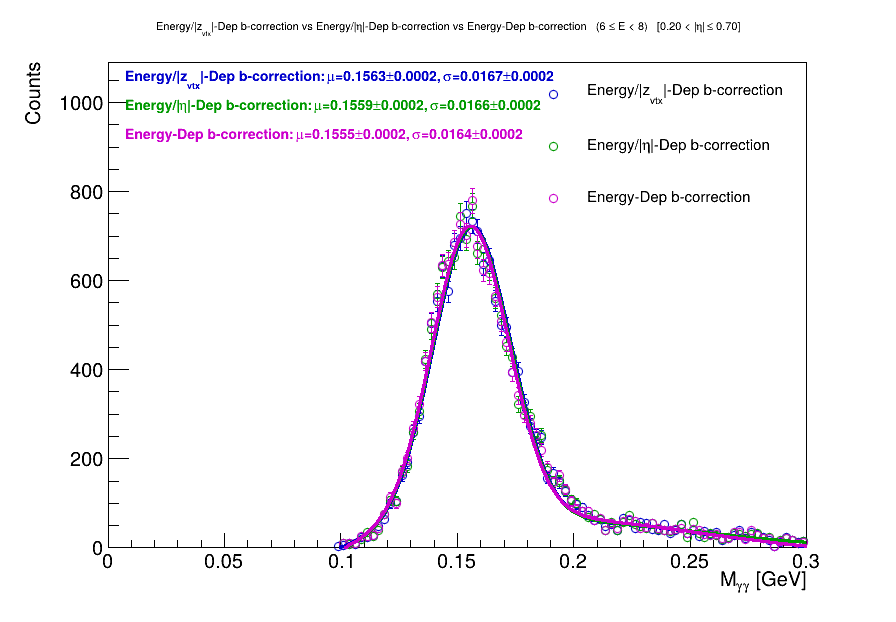 Energy/|z_vtx|-Dep b-correction vs Energy/|η|-Dep b-correction vs Energy-Dep b-correction (6 ≤ E < 8) [0.20 < |η| ≤ 0.70]
Counts
Energy/|z_vtx|-Dep b-correction: μ=0.1563±0.0002, σ=0.0167±0.0002
Energy/|η|-Dep b-correction: μ=0.1559±0.0002, σ=0.0166±0.0002
Energy-Dep b-correction: μ=0.1555±0.0002, σ=0.0164±0.0002
Energy/|z_vtx|-Dep b-correction
Energy/|η|-Dep b-correction
Energy-Dep b-correction
1000
800
600
400
200
0
0 0.05 0.1 0.15 0.2 0.25 0.3
M_γγ [GeV]